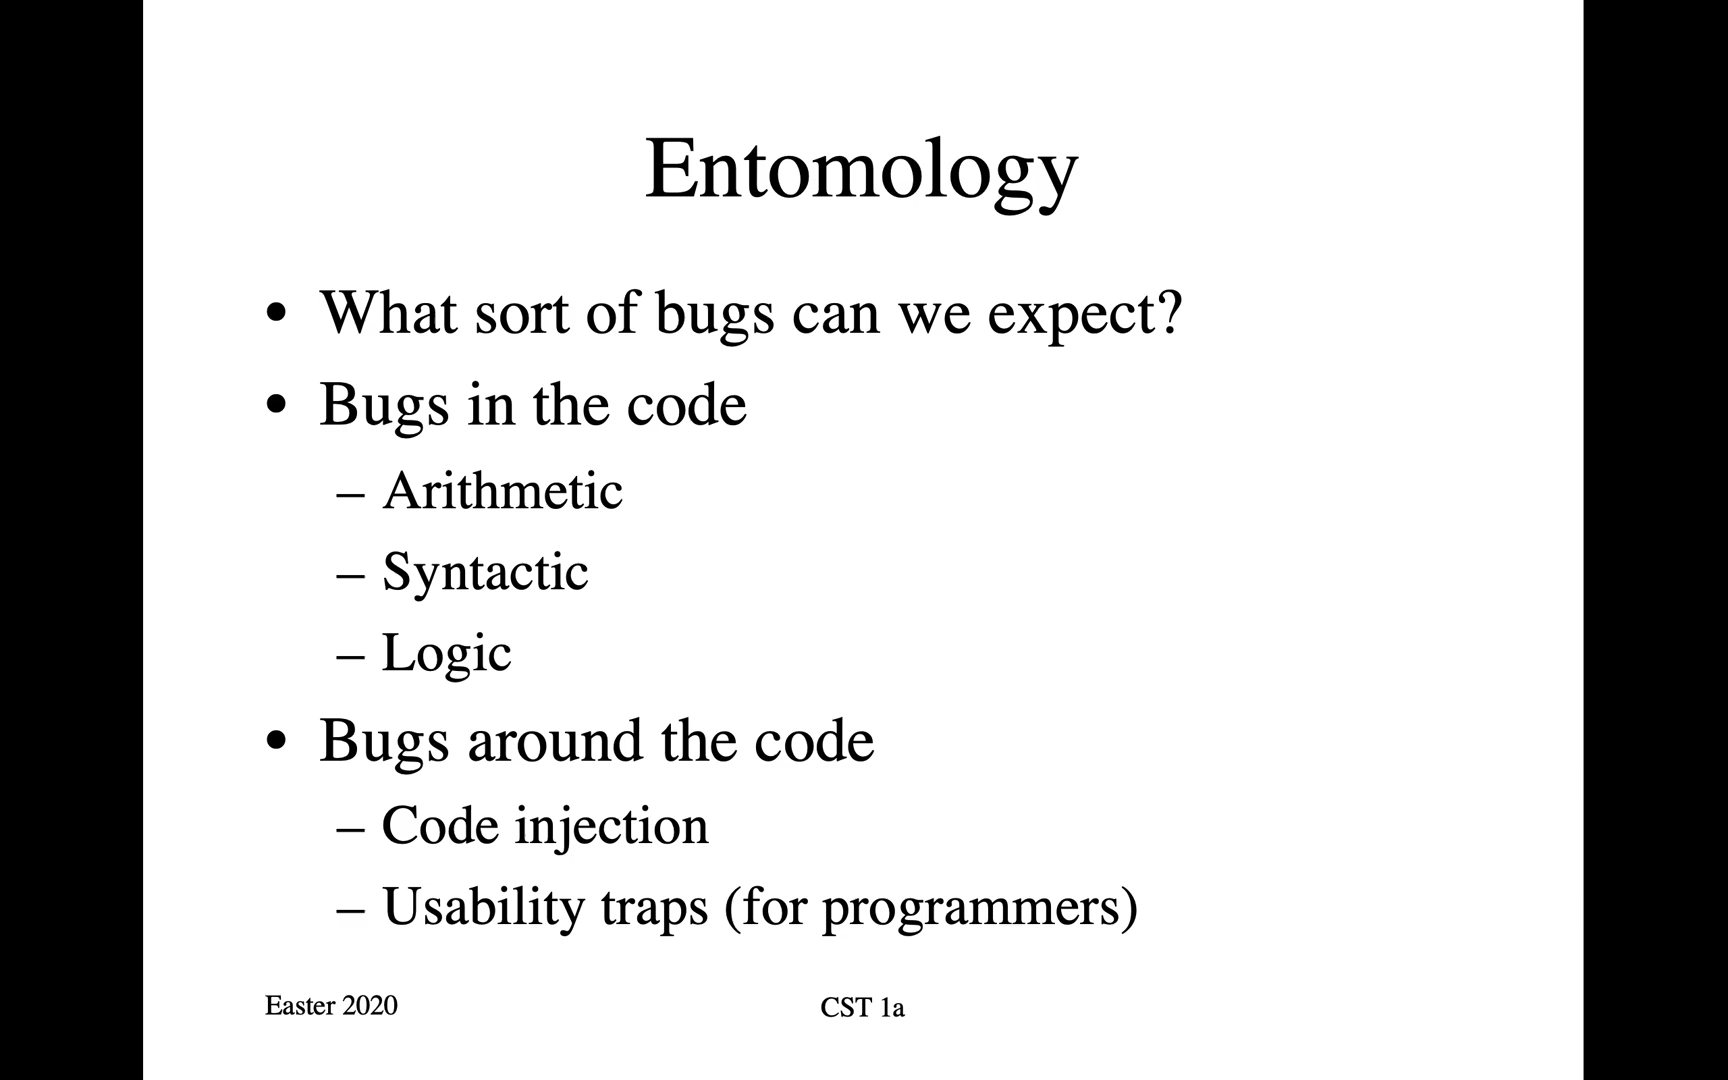 Entomology
• What sort of bugs can we expect?
• Bugs in the code
– Arithmetic
– Syntactic
– Logic
• Bugs around the code
– Code injection
– Usability traps (for programmers)
Easter 2020
CST 1a